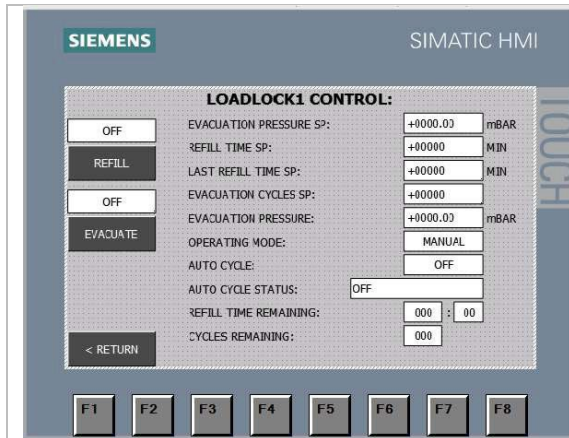 SIEMENS
SIMATIC HMI
TOUCH
LOADLOCK1 CONTROL:
OFF
REFILL
OFF
EVACUATE
< RETURN
EVACUATION PRESSURE SP: +0000.00 mBAR
REFILL TIME SP: +00000 MIN
LAST REFILL TIME SP: +00000 MIN
EVACUATION CYCLES SP: +00000
EVACUATION PRESSURE: +0000.00 mBAR
OPERATING MODE: MANUAL
AUTO CYCLE: OFF
AUTO CYCLE STATUS: OFF
REFILL TIME REMAINING: 000 : 00
CYCLES REMAINING: 000
F1 F2 F3 F4 F5 F6 F7 F8